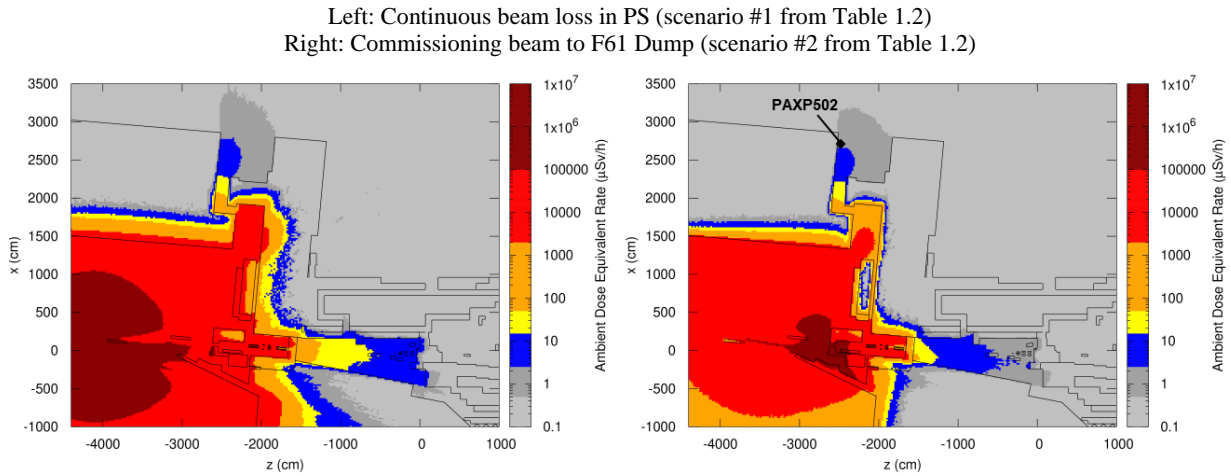 Left: Continuous beam loss in PS (scenario #1 from Table 1.2)
Right: Commissioning beam to F61 Dump (scenario #2 from Table 1.2)
3500
3000
2500
2000
1500
1000
500
0
-500
-1000
x (cm)
-4000 -3000 -2000 -1000 0 1000
z (cm)
1x10⁷
1x10⁶
100000
10000
1000
100
10
1
0.1
Ambient Dose Equivalent Rate (µSv/h)
PAXP502
3500
3000
2500
2000
1500
1000
500
0
-500
-1000
x (cm)
-4000 -3000 -2000 -1000 0 1000
z (cm)
1x10⁷
1x10⁶
100000
10000
1000
100
10
1
0.1
Ambient Dose Equivalent Rate (µSv/h)